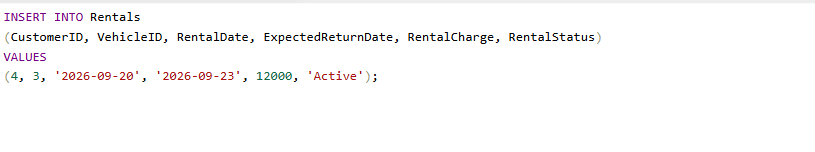 INSERT INTO Rentals
(CustomerID, VehicleID, RentalDate, ExpectedReturnDate, RentalCharge, RentalStatus)
VALUES
(4, 3, '2026-09-20', '2026-09-23', 12000, 'Active');